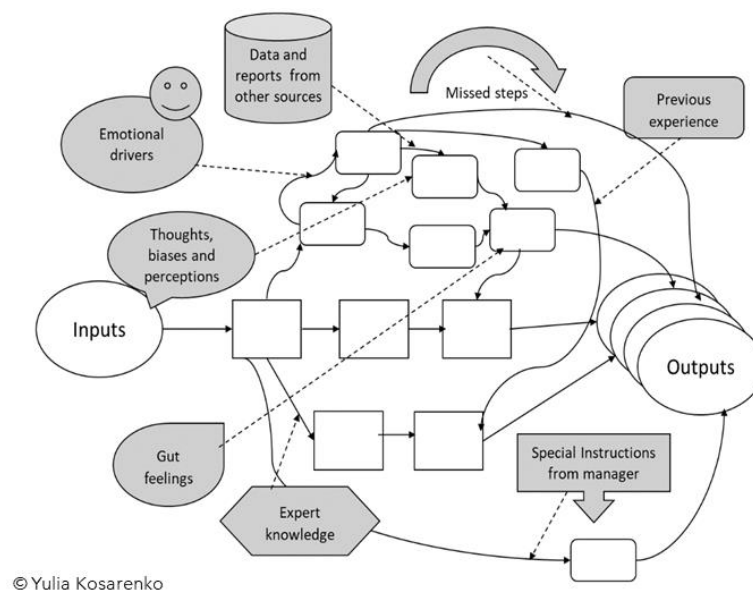 Data and
reports from
other sources
Missed steps
Previous
experience
Emotional
drivers
Thoughts,
biases and
perceptions
Inputs
Outputs
Gut
feelings
Special Instructions
from manager
Expert
knowledge
© Yulia Kosarenko